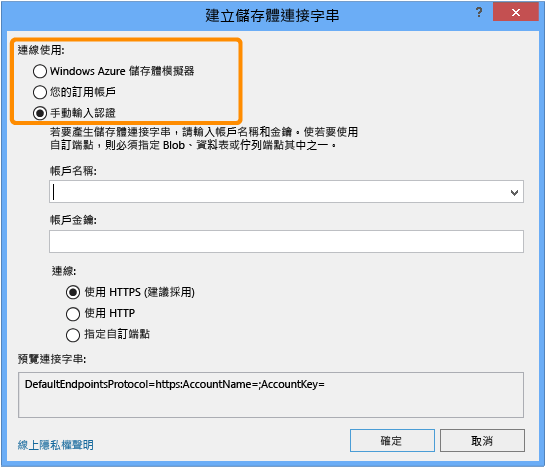 建立儲存體連接字串
?
連線使用:
Windows Azure 儲存體模擬器
您的訂用帳戶
手動輸入認證
若要產生儲存體連接字串，請輸入帳戶名稱和金鑰。使若要使用
自訂端點，則必須指定 Blob、資料表或佇列端點其中之一。
帳戶名稱:
帳戶金鑰:
連線:
使用 HTTPS (建議採用)
使用 HTTP
指定自訂端點
預覽連接字串:
DefaultEndpointsProtocol=https:AccountName=;AccountKey=
線上隱私權聲明
確定
取消